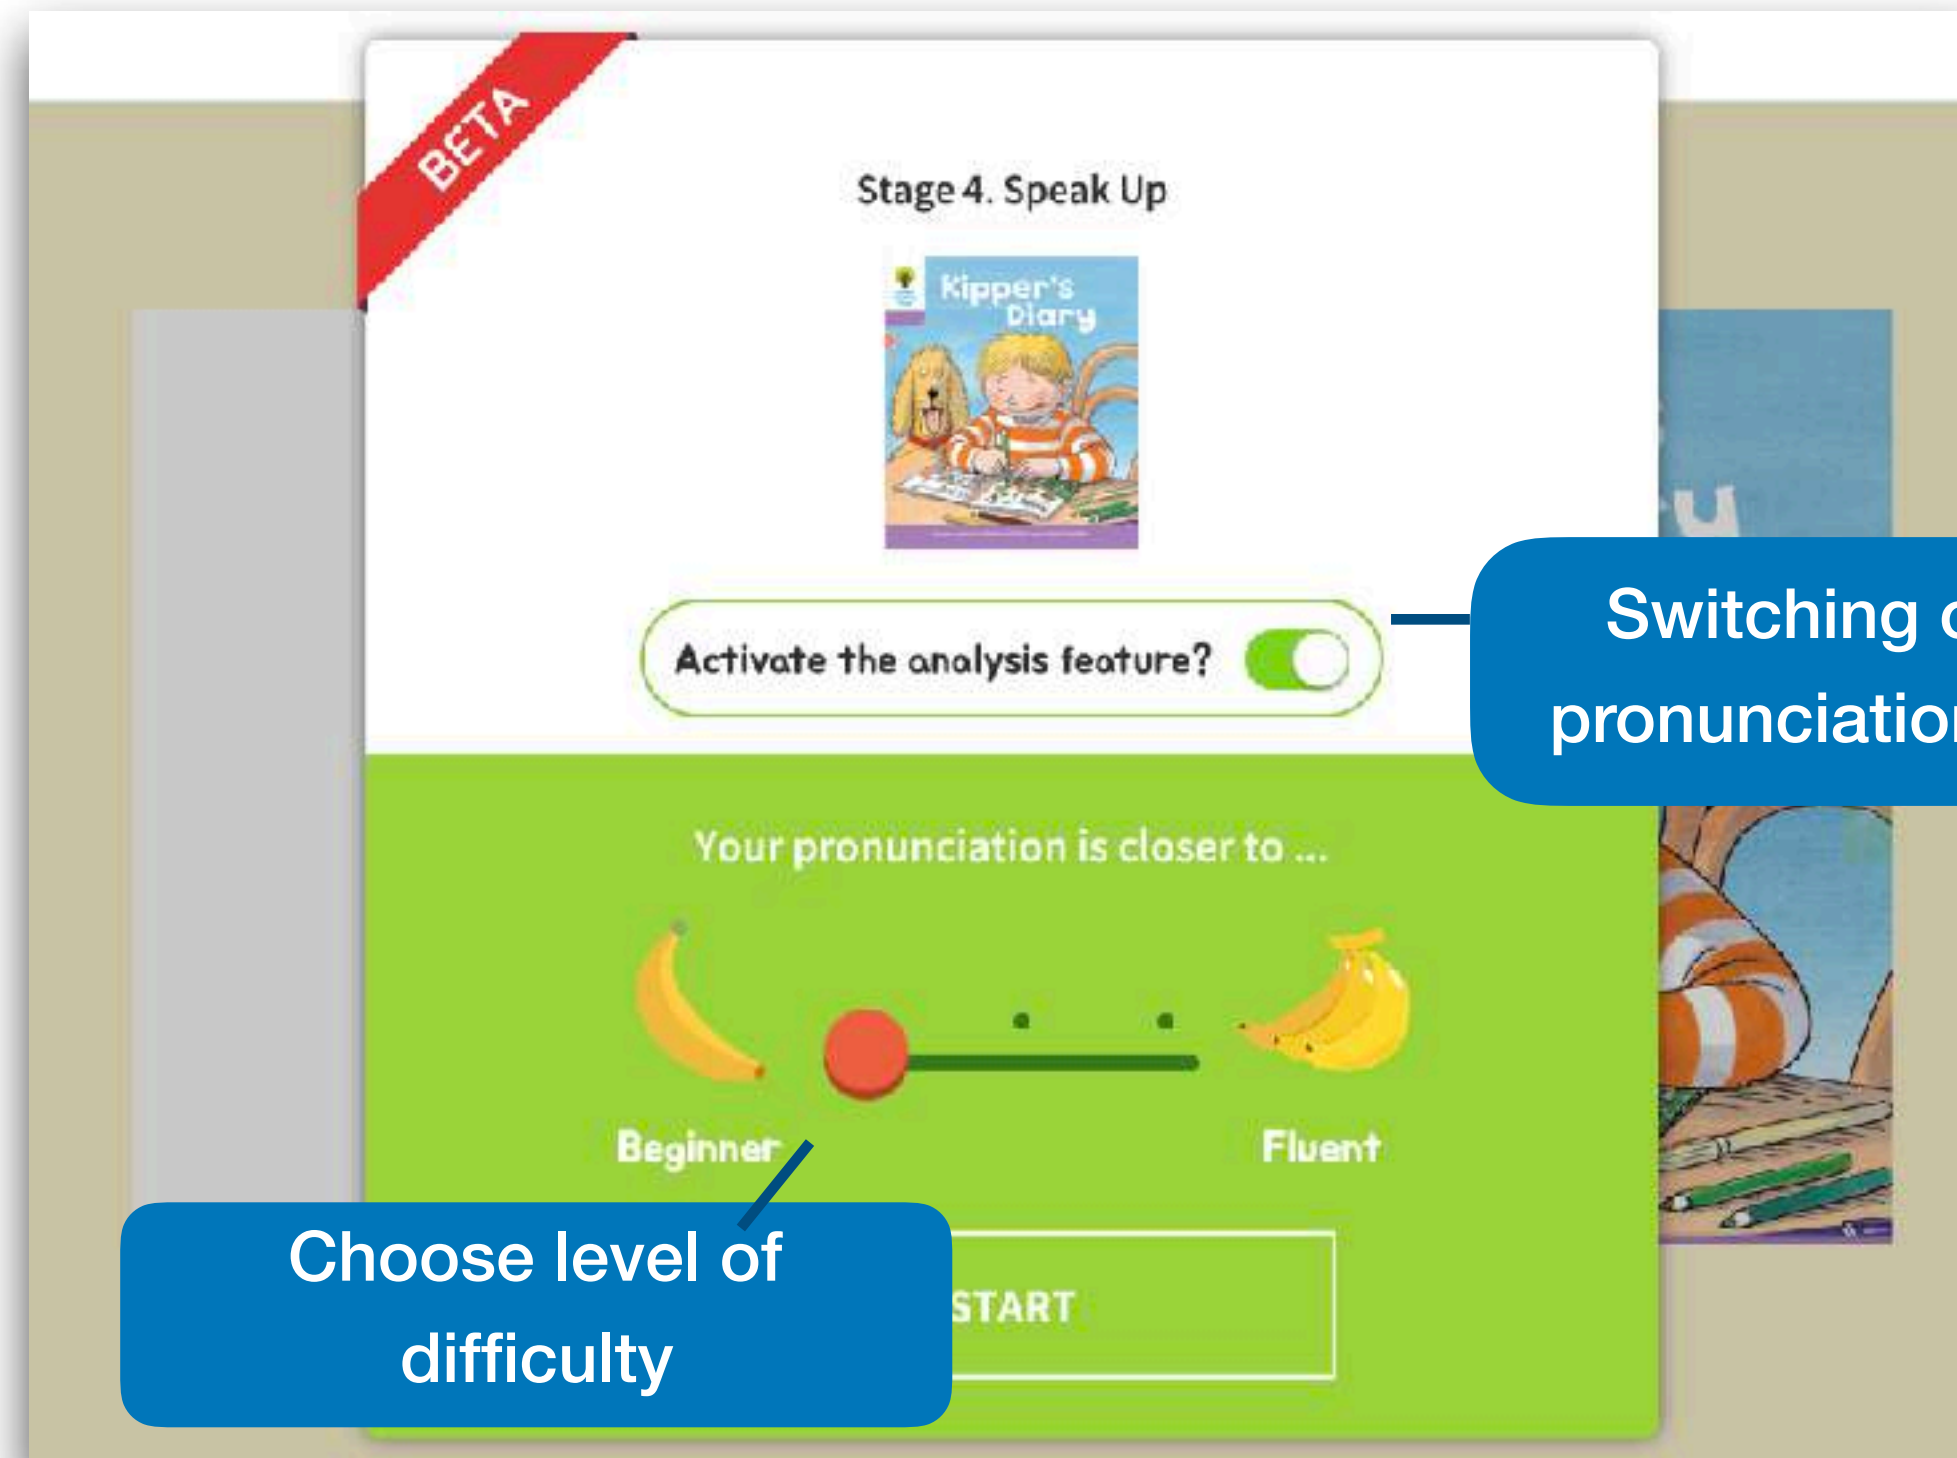 BETA
Stage 4. Speak Up
Kipper's
Diary
Activate the analysis feature?
Switching
pronunciation
Your pronunciation is closer to ...
Beginner
Fluent
Choose level of
difficulty
START